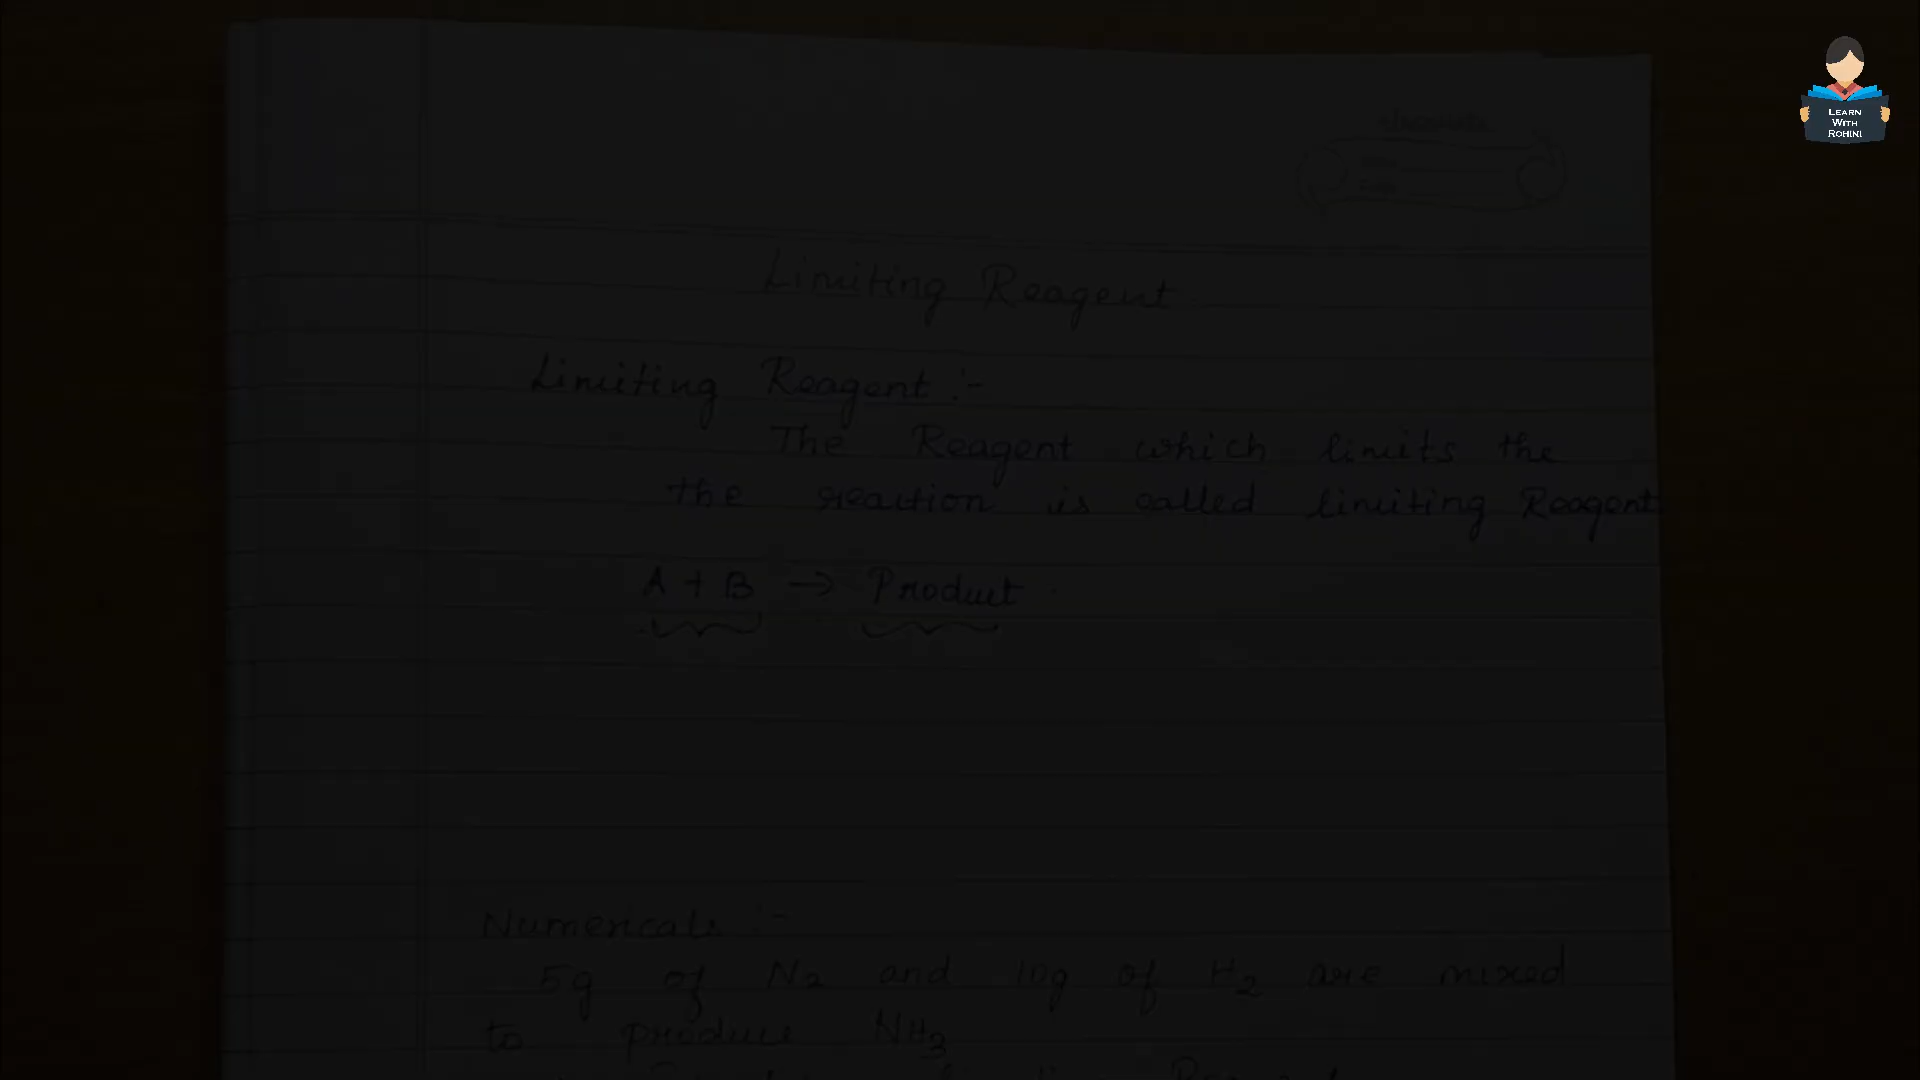 LEARN
WITH
ROHINI
Limiting Reagent
Limiting Reagent :-
The Reagent which limits the
the reaction is called limiting Reagent
A + B → Product
Numericals :-
5g of N2 and 10g of H2 are mixed
to produce NH3
Reagent